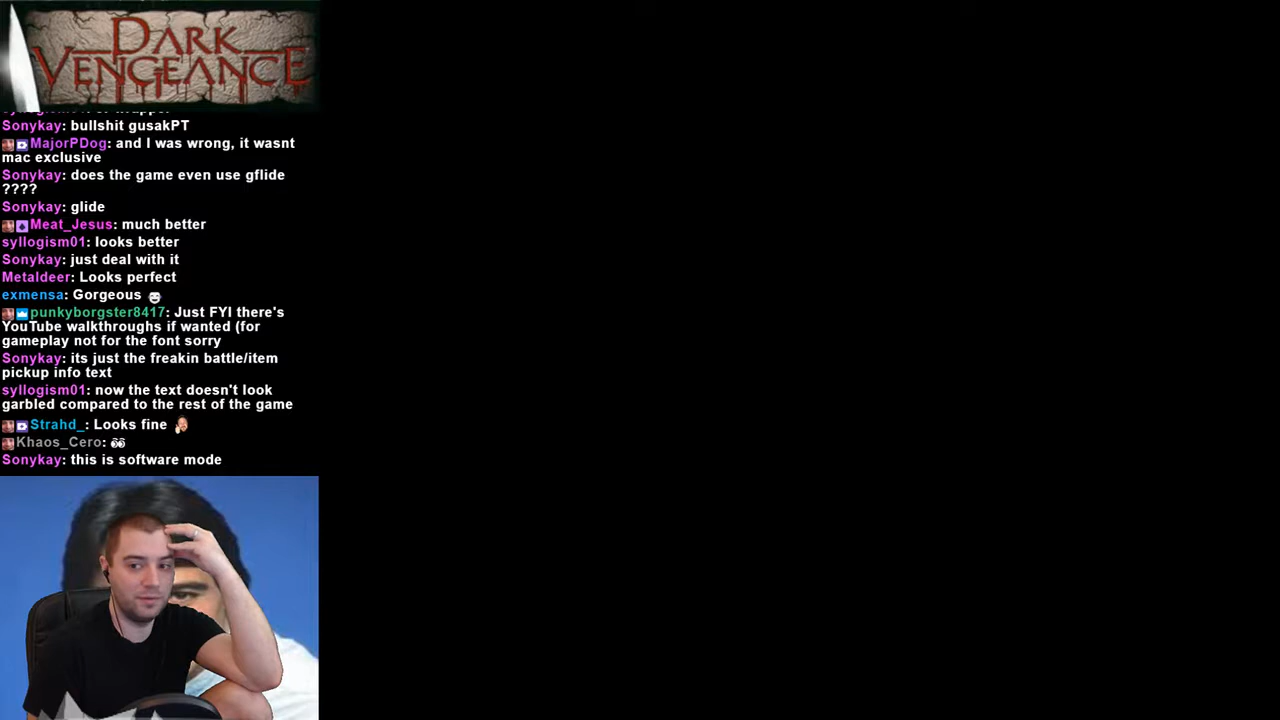 DARK
VENGEANCE
Sonykay: bullshit gusakPT
MajorPDog: and I was wrong, it wasnt
mac exclusive
Sonykay: does the game even use gflide
????
Sonykay: glide
Meat_Jesus: much better
syllogism01: looks better
Sonykay: just deal with it
Metaldeer: Looks perfect
exmensa: Gorgeous
punkyborgster8417: Just FYI there's
YouTube walkthroughs if wanted (for
gameplay not for the font sorry
Sonykay: its just the freakin battle/item
pickup info text
syllogism01: now the text doesn't look
garbled compared to the rest of the game
Strahd_: Looks fine
Khaos_Cero:
Sonykay: this is software mode